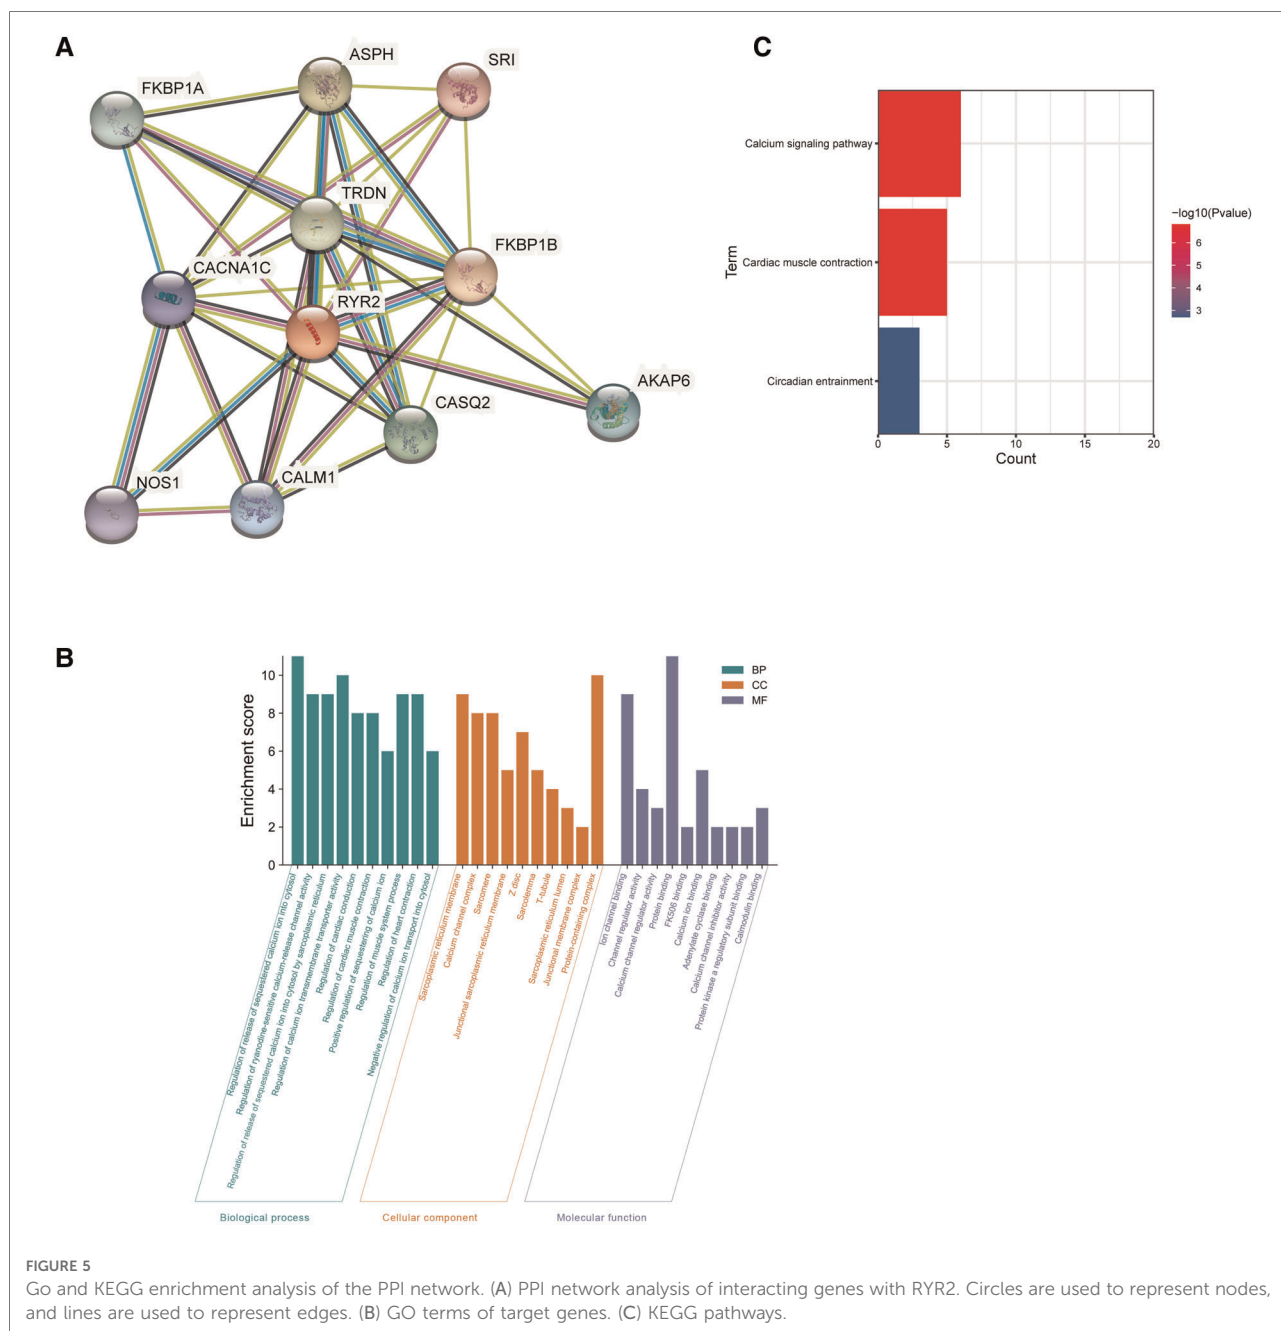 A
ASPH
SRI
FKBP1A
TRDN
FKBP1B
CACNA1C
RYR2
AKAP6
CASQ2
NOS1
CALM1
C
Calcium signaling pathway
Cardiac muscle contraction
Circadian entrainment
Term
0 5 10 15 20
Count
−log10(Pvalue)
6
5
4
3
B
Enrichment score
10
8
6
4
2
0
BP
CC
MF
Regulation of release of sequestered calcium ion into cytosol
Regulation of ryanodine-sensitive calcium-release channel activity
Regulation of release of sequestered calcium ion into cytosol by sarcoplasmic reticulum
Regulation of calcium ion transmembrane transporter activity
Regulation of cardiac conduction
Regulation of cardiac muscle contraction
Positive regulation of sequestering of calcium ion
Regulation of muscle system process
Regulation of heart contraction
Negative regulation of calcium ion transport into cytosol
Sarcoplasmic reticulum membrane
Calcium channel complex
Sarcomere
Junctional sarcoplasmic reticulum membrane
Z disc
Sarcolemma
T-tubule
Sarcoplasmic reticulum lumen
Junctional membrane complex
Protein-containing complex
Ion channel binding
Channel regulator activity
Calcium channel regulator activity
Protein binding
FK506 binding
Calcium ion binding
Adenylate cyclase binding
Calcium channel inhibitor activity
Protein kinase a regulatory subunit binding
Calmodulin binding
Biological process
Cellular component
Molecular function
FIGURE 5
Go and KEGG enrichment analysis of the PPI network. (A) PPI network analysis of interacting genes with RYR2. Circles are used to represent nodes,
and lines are used to represent edges. (B) GO terms of target genes. (C) KEGG pathways.